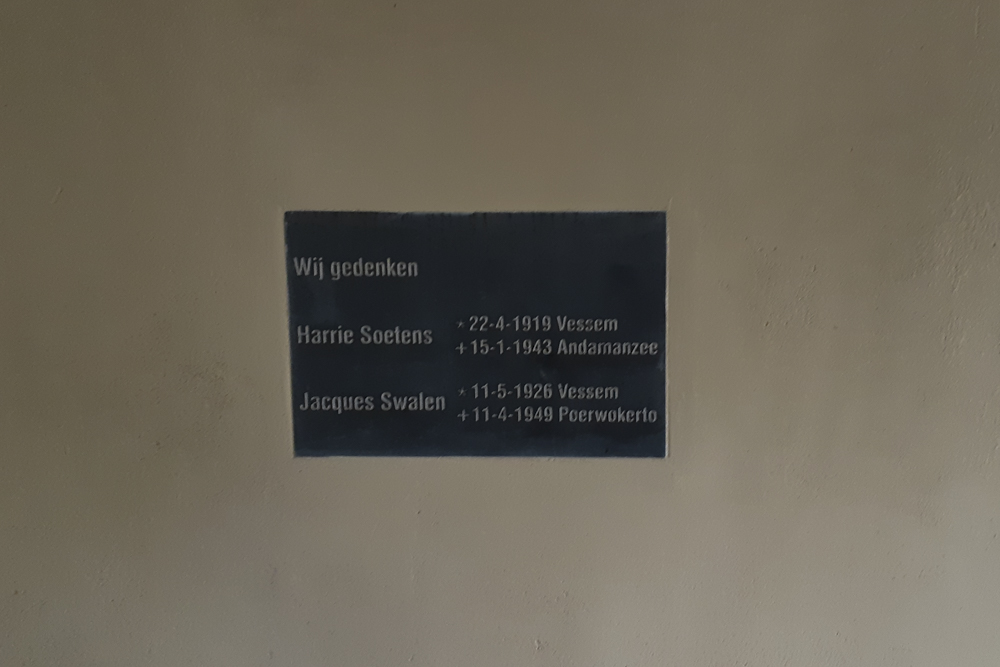 Wij gedenken
Harrie Soetens * 22-4-1919 Vessem
+ 15-1-1943 Andamanzee
Jacques Swalen * 11-5-1926 Vessem
+ 11-4-1949 Poerwokerto